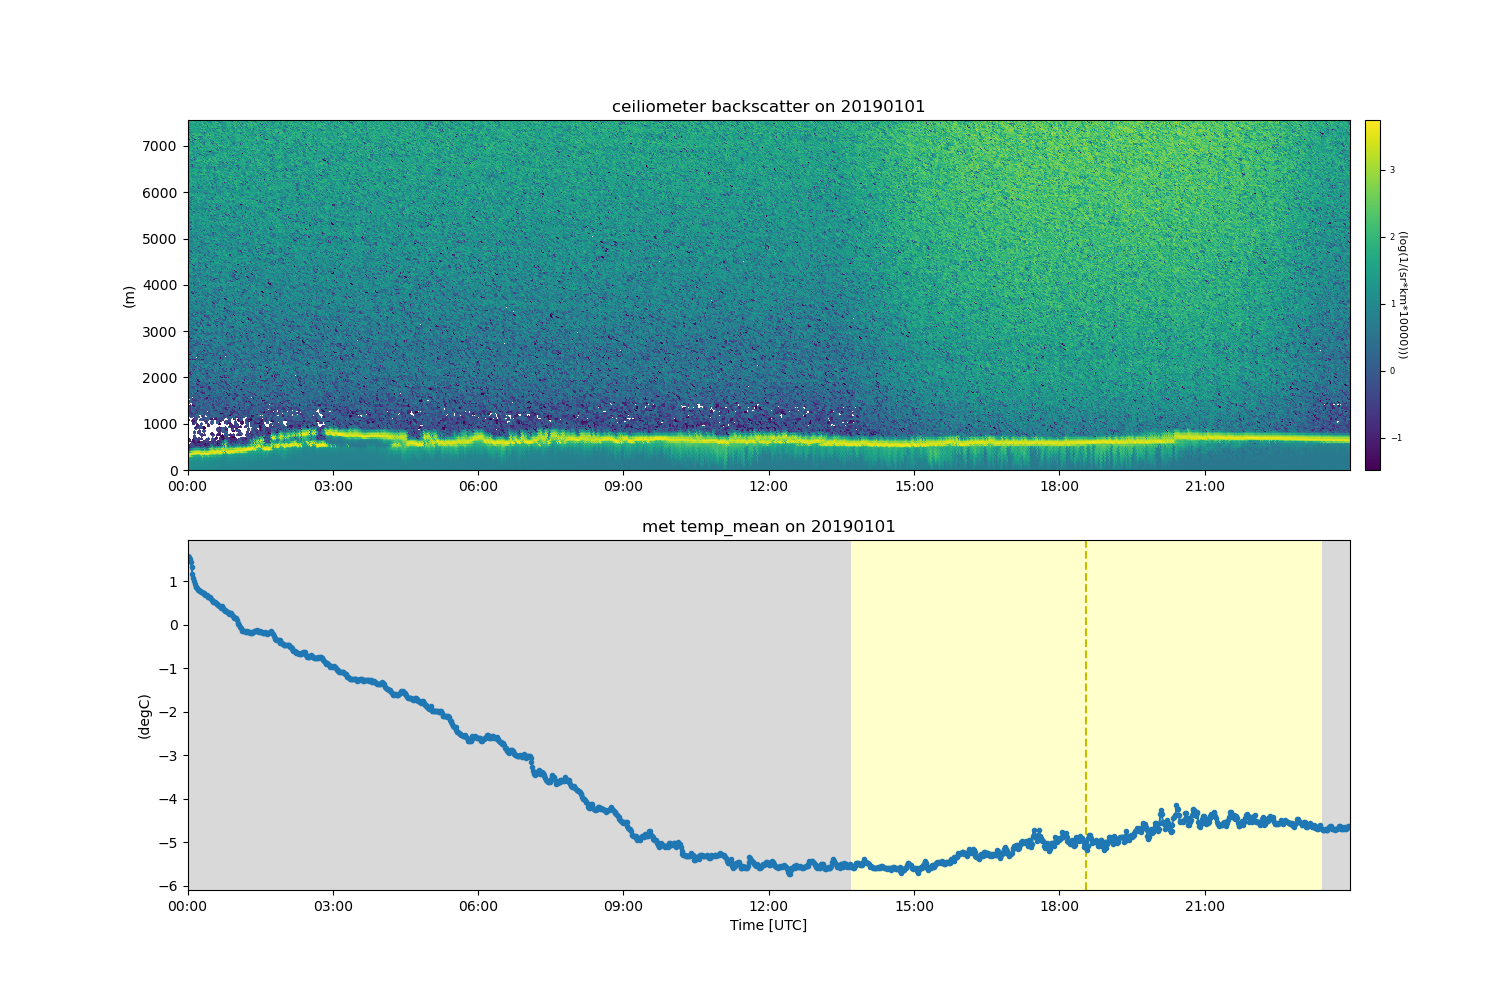 ceiliometer backscatter on 20190101
7000
6000
5000
4000
3000
2000
1000
0
(m)
00:00 03:00 06:00 09:00 12:00 15:00 18:00 21:00
3
2
1
0
−1
(log(1/(sr*km*10000)))
met temp_mean on 20190101
1
0
−1
−2
−3
−4
−5
−6
(degC)
00:00 03:00 06:00 09:00 12:00 15:00 18:00 21:00
Time [UTC]